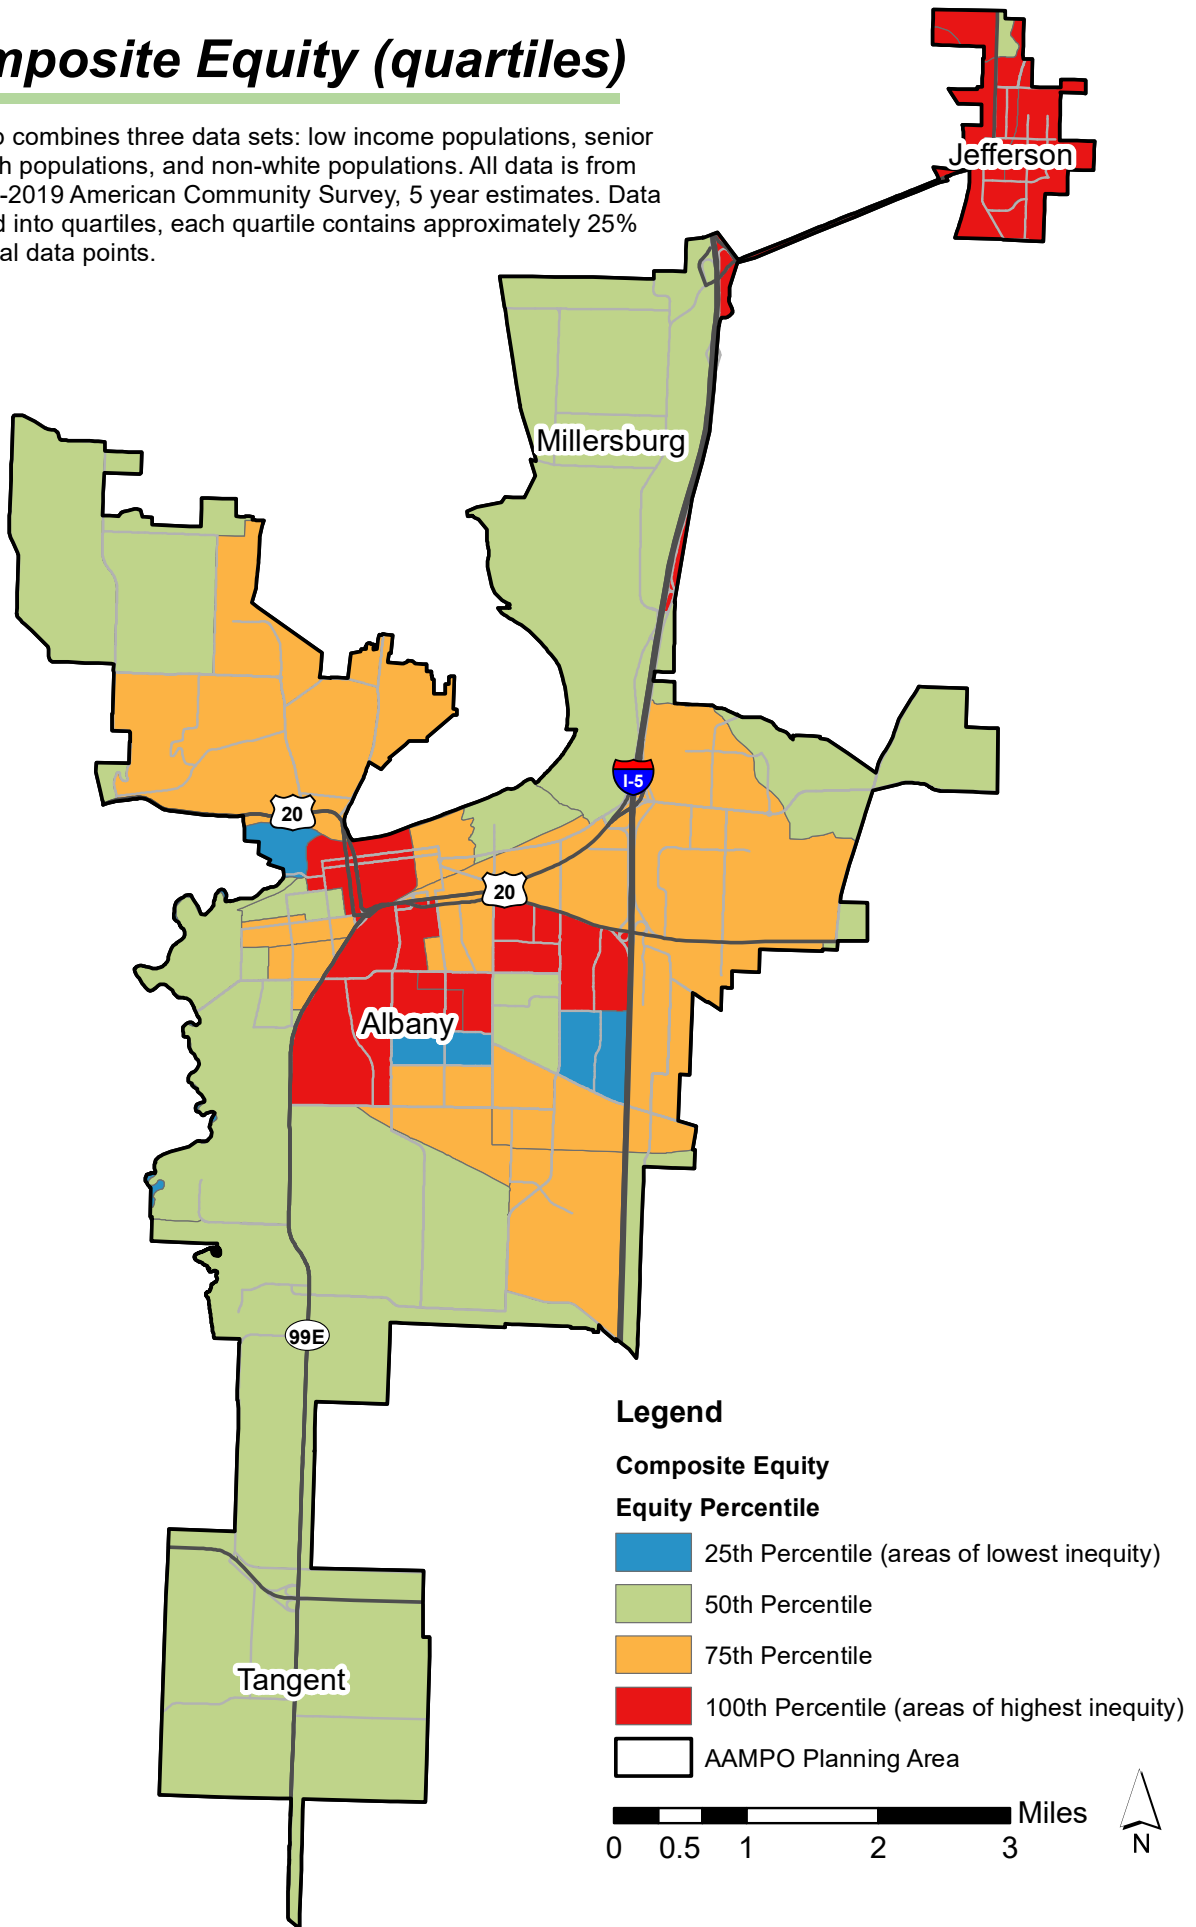 mposite Equity (quartiles)
combines three data sets: low income populations, senior
h populations, and non-white populations. All data is from
-2019 American Community Survey, 5 year estimates. Data
d into quartiles, each quartile contains approximately 25%
al data points.
Jefferson
Millersburg
I-5
20
20
Albany
99E
Tangent
Legend
Composite Equity
Equity Percentile
25th Percentile (areas of lowest inequity)
50th Percentile
75th Percentile
100th Percentile (areas of highest inequity)
AAMPO Planning Area
Miles
0 0.5 1 2 3
N